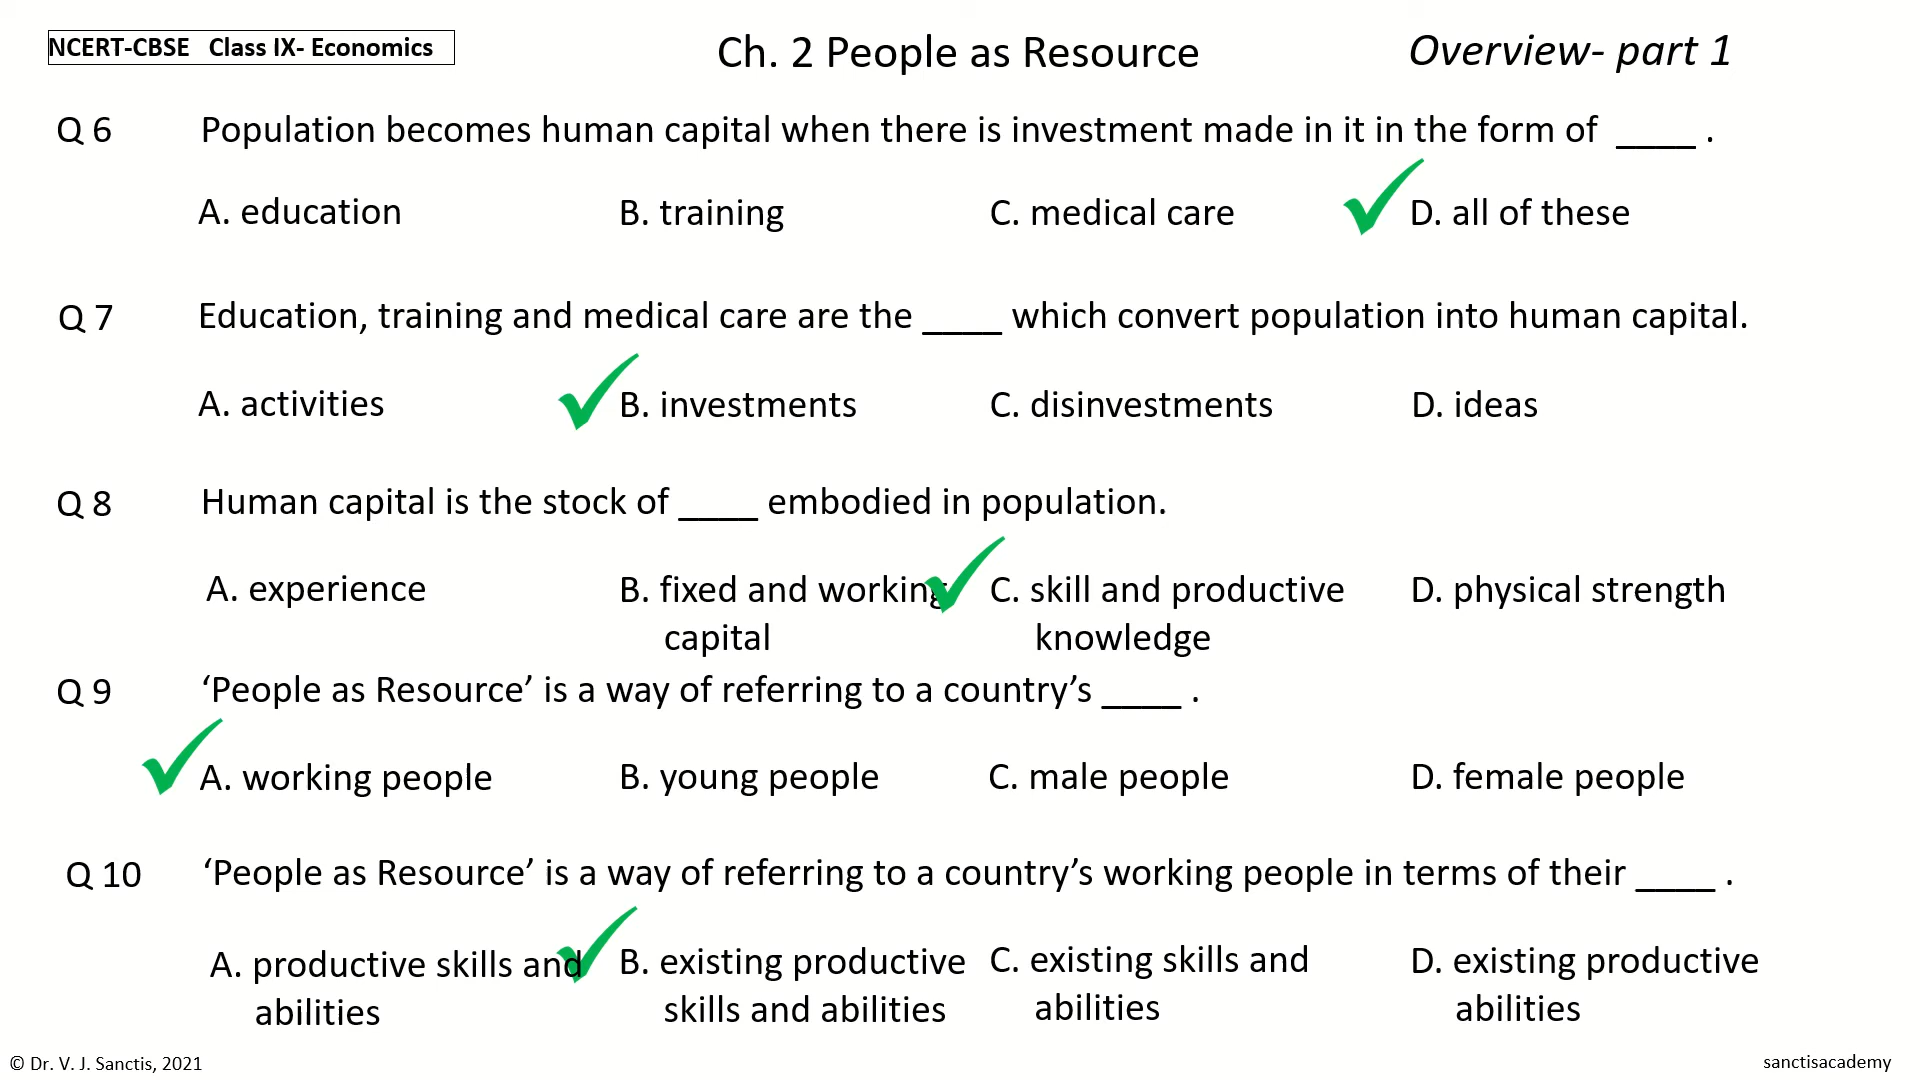 NCERT-CBSE Class IX- Economics
Ch. 2 People as Resource
Overview- part 1
Q 6 Population becomes human capital when there is investment made in it in the form of ____ .
A. education B. training C. medical care D. all of these
Q 7 Education, training and medical care are the ____ which convert population into human capital.
A. activities B. investments C. disinvestments D. ideas
Q 8 Human capital is the stock of ____ embodied in population.
A. experience B. fixed and working C. skill and productive D. physical strength
capital knowledge
Q 9 ‘People as Resource’ is a way of referring to a country’s ____ .
A. working people B. young people C. male people D. female people
Q 10 ‘People as Resource’ is a way of referring to a country’s working people in terms of their ____ .
A. productive skills and B. existing productive C. existing skills and D. existing productive
abilities skills and abilities abilities abilities
© Dr. V. J. Sanctis, 2021 sanctisacademy